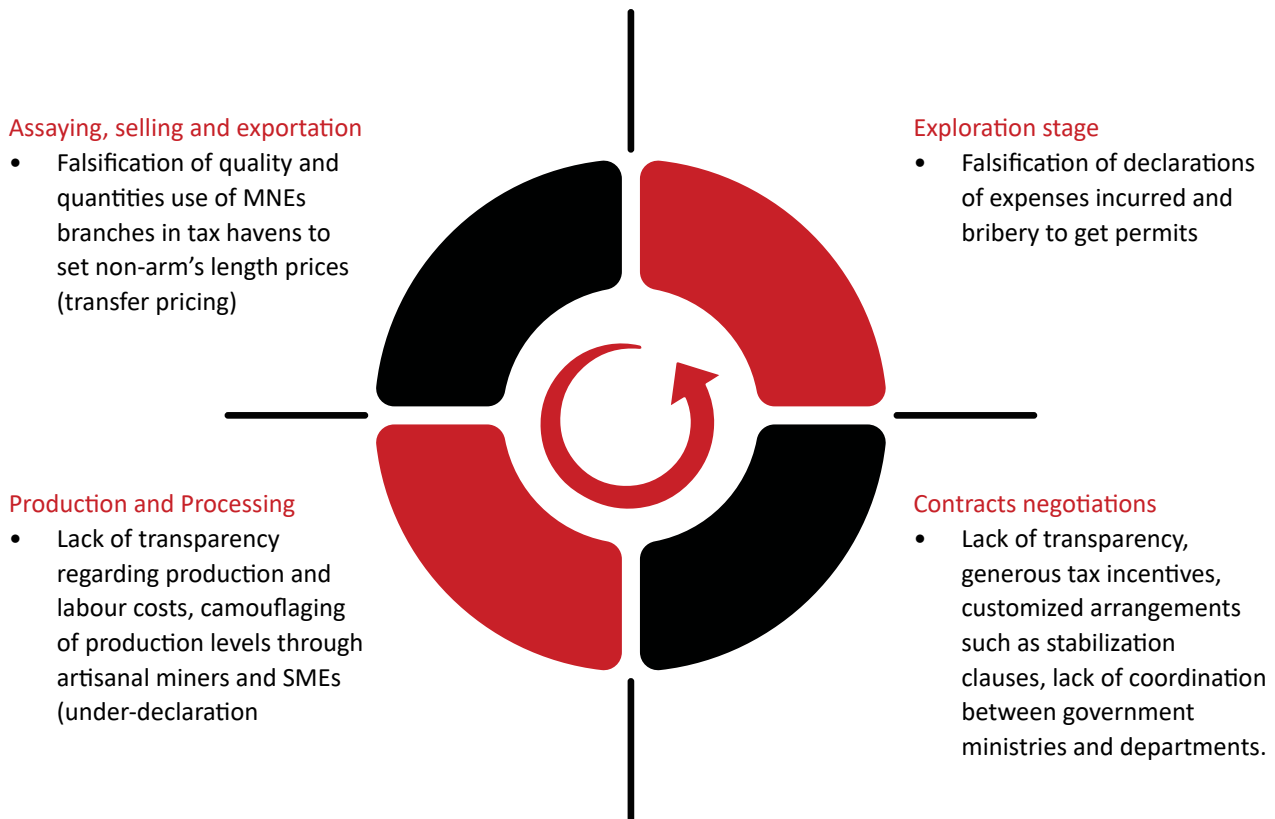 Assaying, selling and exportation
• Falsification of quality and
quantities use of MNEs
branches in tax havens to
set non-arm's length prices
(transfer pricing)
Exploration stage
• Falsification of declarations
of expenses incurred and
bribery to get permits
Production and Processing
• Lack of transparency
regarding production and
labour costs, camouflaging
of production levels through
artisanal miners and SMEs
(under-declaration
Contracts negotiations
• Lack of transparency,
generous tax incentives,
customized arrangements
such as stabilization
clauses, lack of coordination
between government
ministries and departments.